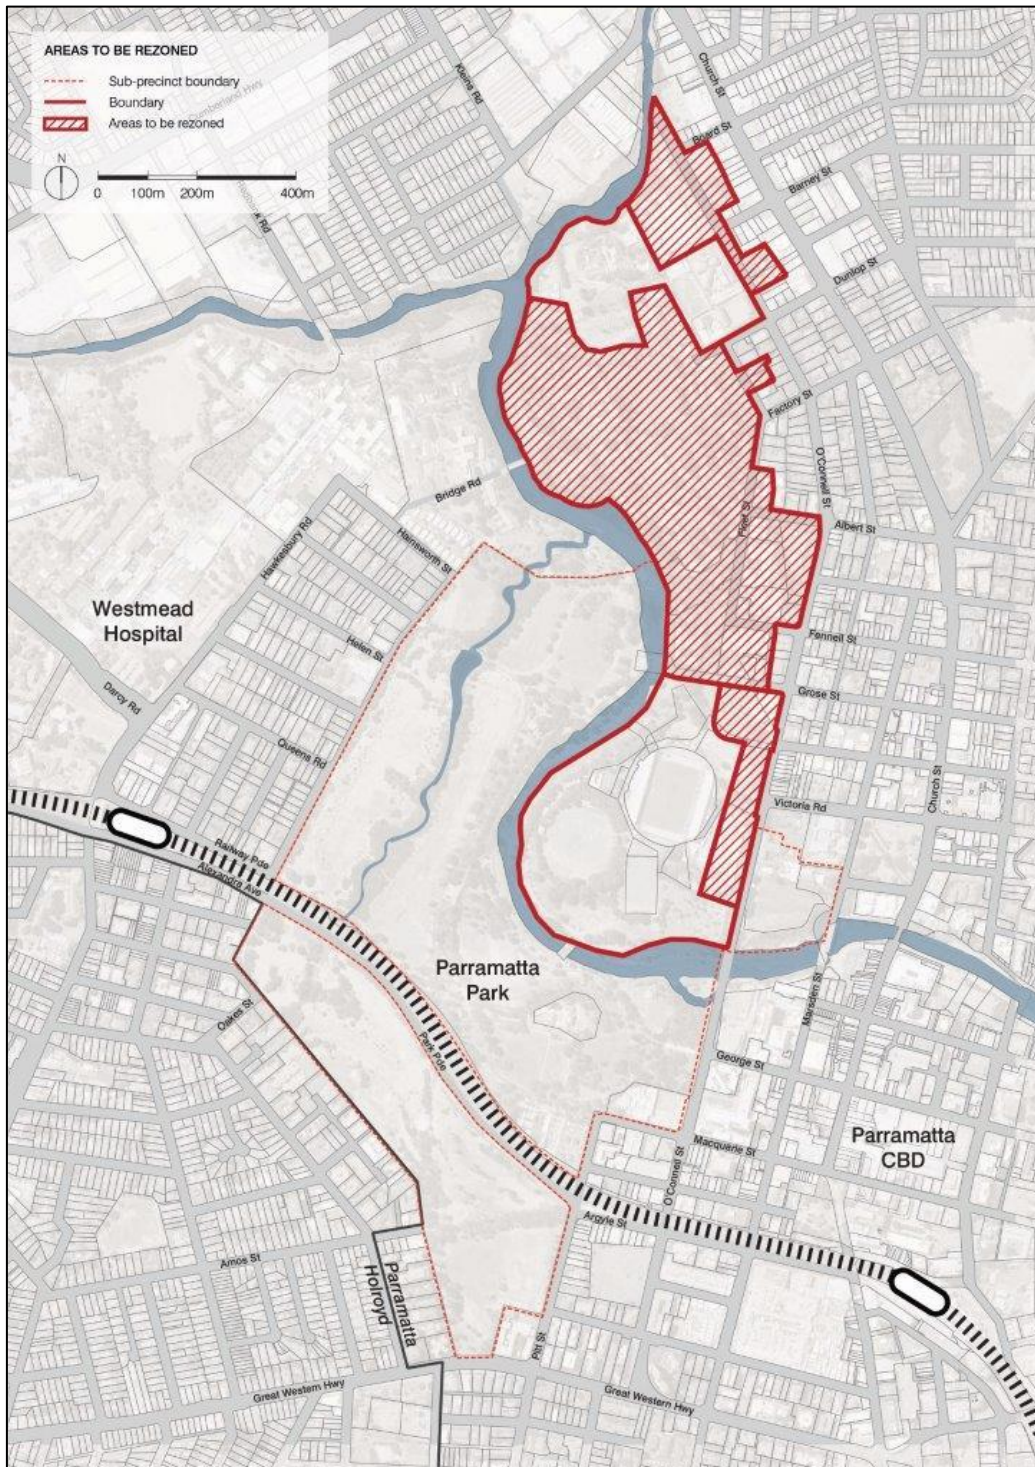 AREAS TO BE REZONED
Sub-precinct boundary
Boundary
Areas to be rezoned
N
0 100m 200m 400m
Kleins Rd
Church St
Board St
Barney St
Dunlop St
Factory St
O'Connell St
Albert St
Fleet St
Bridge Rd
Hainsworth St
Hawkesbury Rd
Westmead
Hospital
Helen St
Fennell St
Darcy Rd
Grose St
Queens Rd
Church St
Victoria Rd
Railway Pde
Alexandra Ave
Parramatta
Park
Marsden St
Oakes St
Park Pde
George St
Macquarie St
Parramatta
CBD
O'Connell St
Argyle St
Amos St
Parramatta
Holroyd
Pitt St
Great Western Hwy
Great Western Hwy